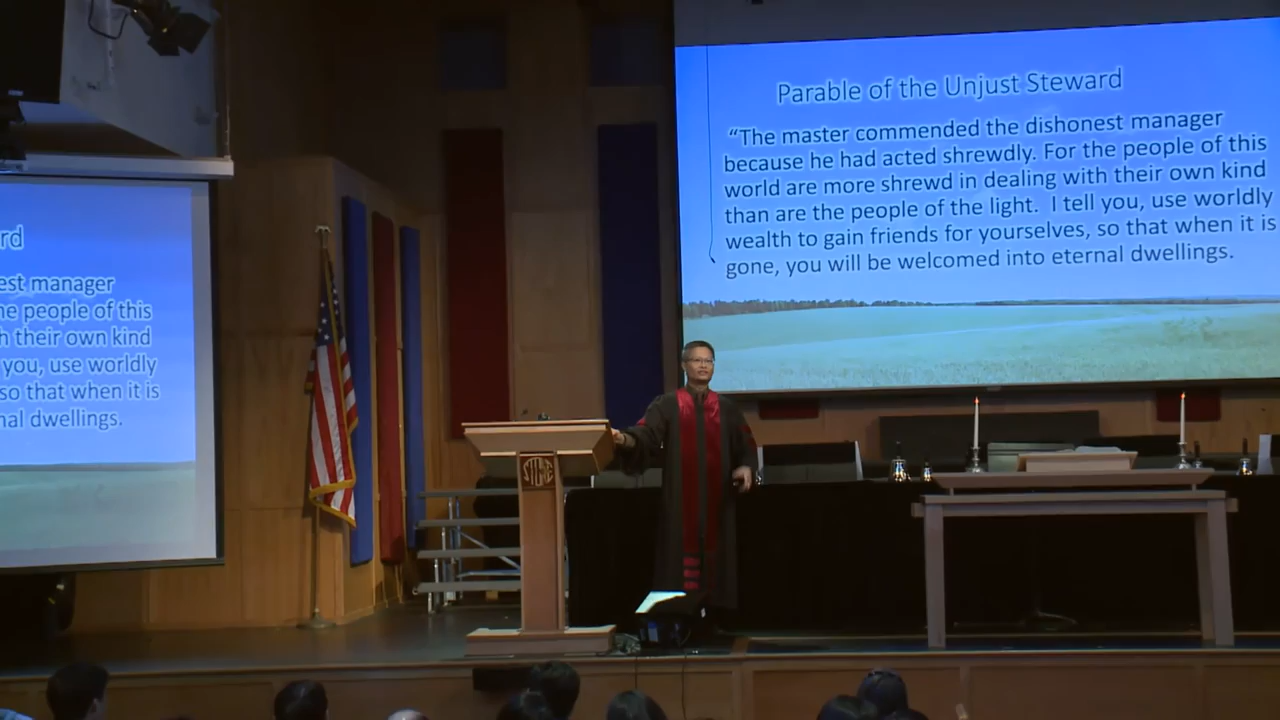 Parable of the Unjust Steward
“The master commended the dishonest manager
because he had acted shrewdly. For the people of this
world are more shrewd in dealing with their own kind
than are the people of the light. I tell you, use worldly
wealth to gain friends for yourselves, so that when it is
gone, you will be welcomed into eternal dwellings.
rd
est manager
he people of this
h their own kind
you, use worldly
so that when it is
nal dwellings.